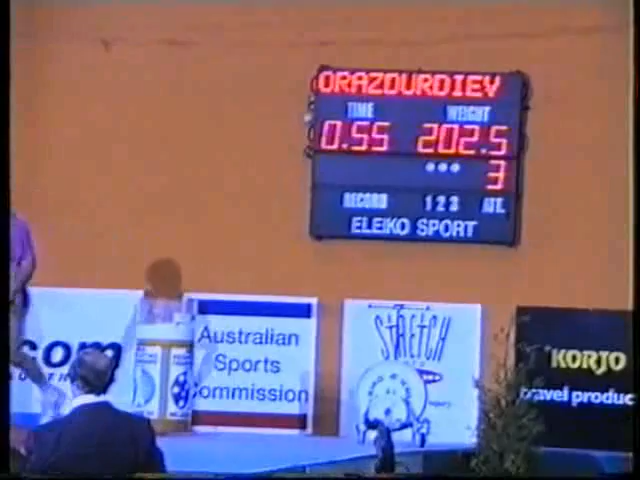 ORAZDURDIEV
TIME WEIGHT
0.55 202.5
3
RECORD 1 2 3 ATT.
ELEIKO SPORT
com
Australian
Sports
Commission
STRETCH
KORJO
travel produc